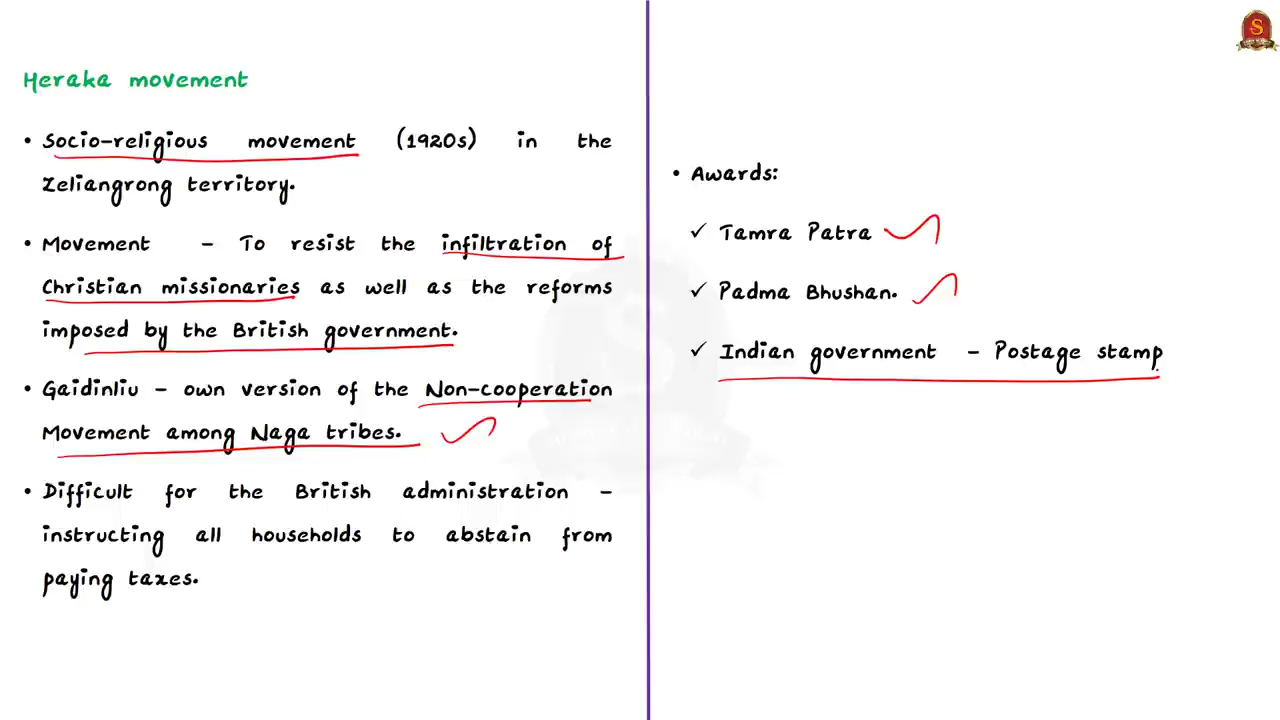 Heraka movement
• Socio-religious movement (1920s) in the
Zeliangrong territory.
• Movement – To resist the infiltration of
Christian missionaries as well as the reforms
imposed by the British government.
• Gaidinliu – own version of the Non-cooperation
Movement among Naga tribes.
• Difficult for the British administration –
instructing all households to abstain from
paying taxes.
• Awards:
✓ Tamra Patra
✓ Padma Bhushan.
✓ Indian government – Postage stamp
S